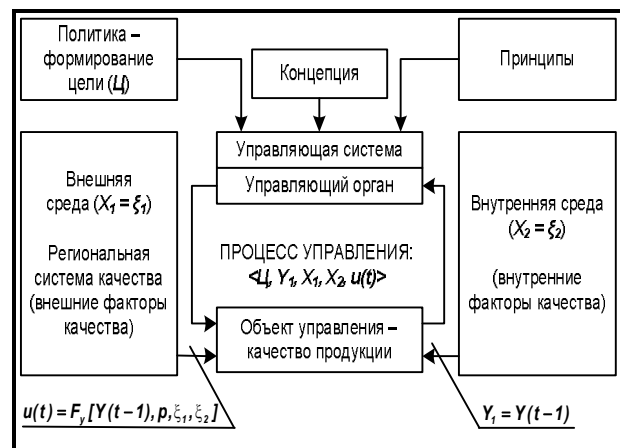 Политика –
формирование
цели (Ц)
Концепция
Принципы
Управляющая система
Управляющий орган
Внешняя
среда (X₁ = ξ₁)
Региональная
система качества
(внешние факторы
качества)
ПРОЦЕСС УПРАВЛЕНИЯ:
<Ц, Y₁, X₁, X₂, u(t)>
Внутренняя среда
(X₂ = ξ₂)
(внутренние
факторы качества)
Объект управления –
качество продукции
u(t) = Fᵧ [Y(t – 1), p, ξ₁, ξ₂]
Y₁ = Y(t – 1)